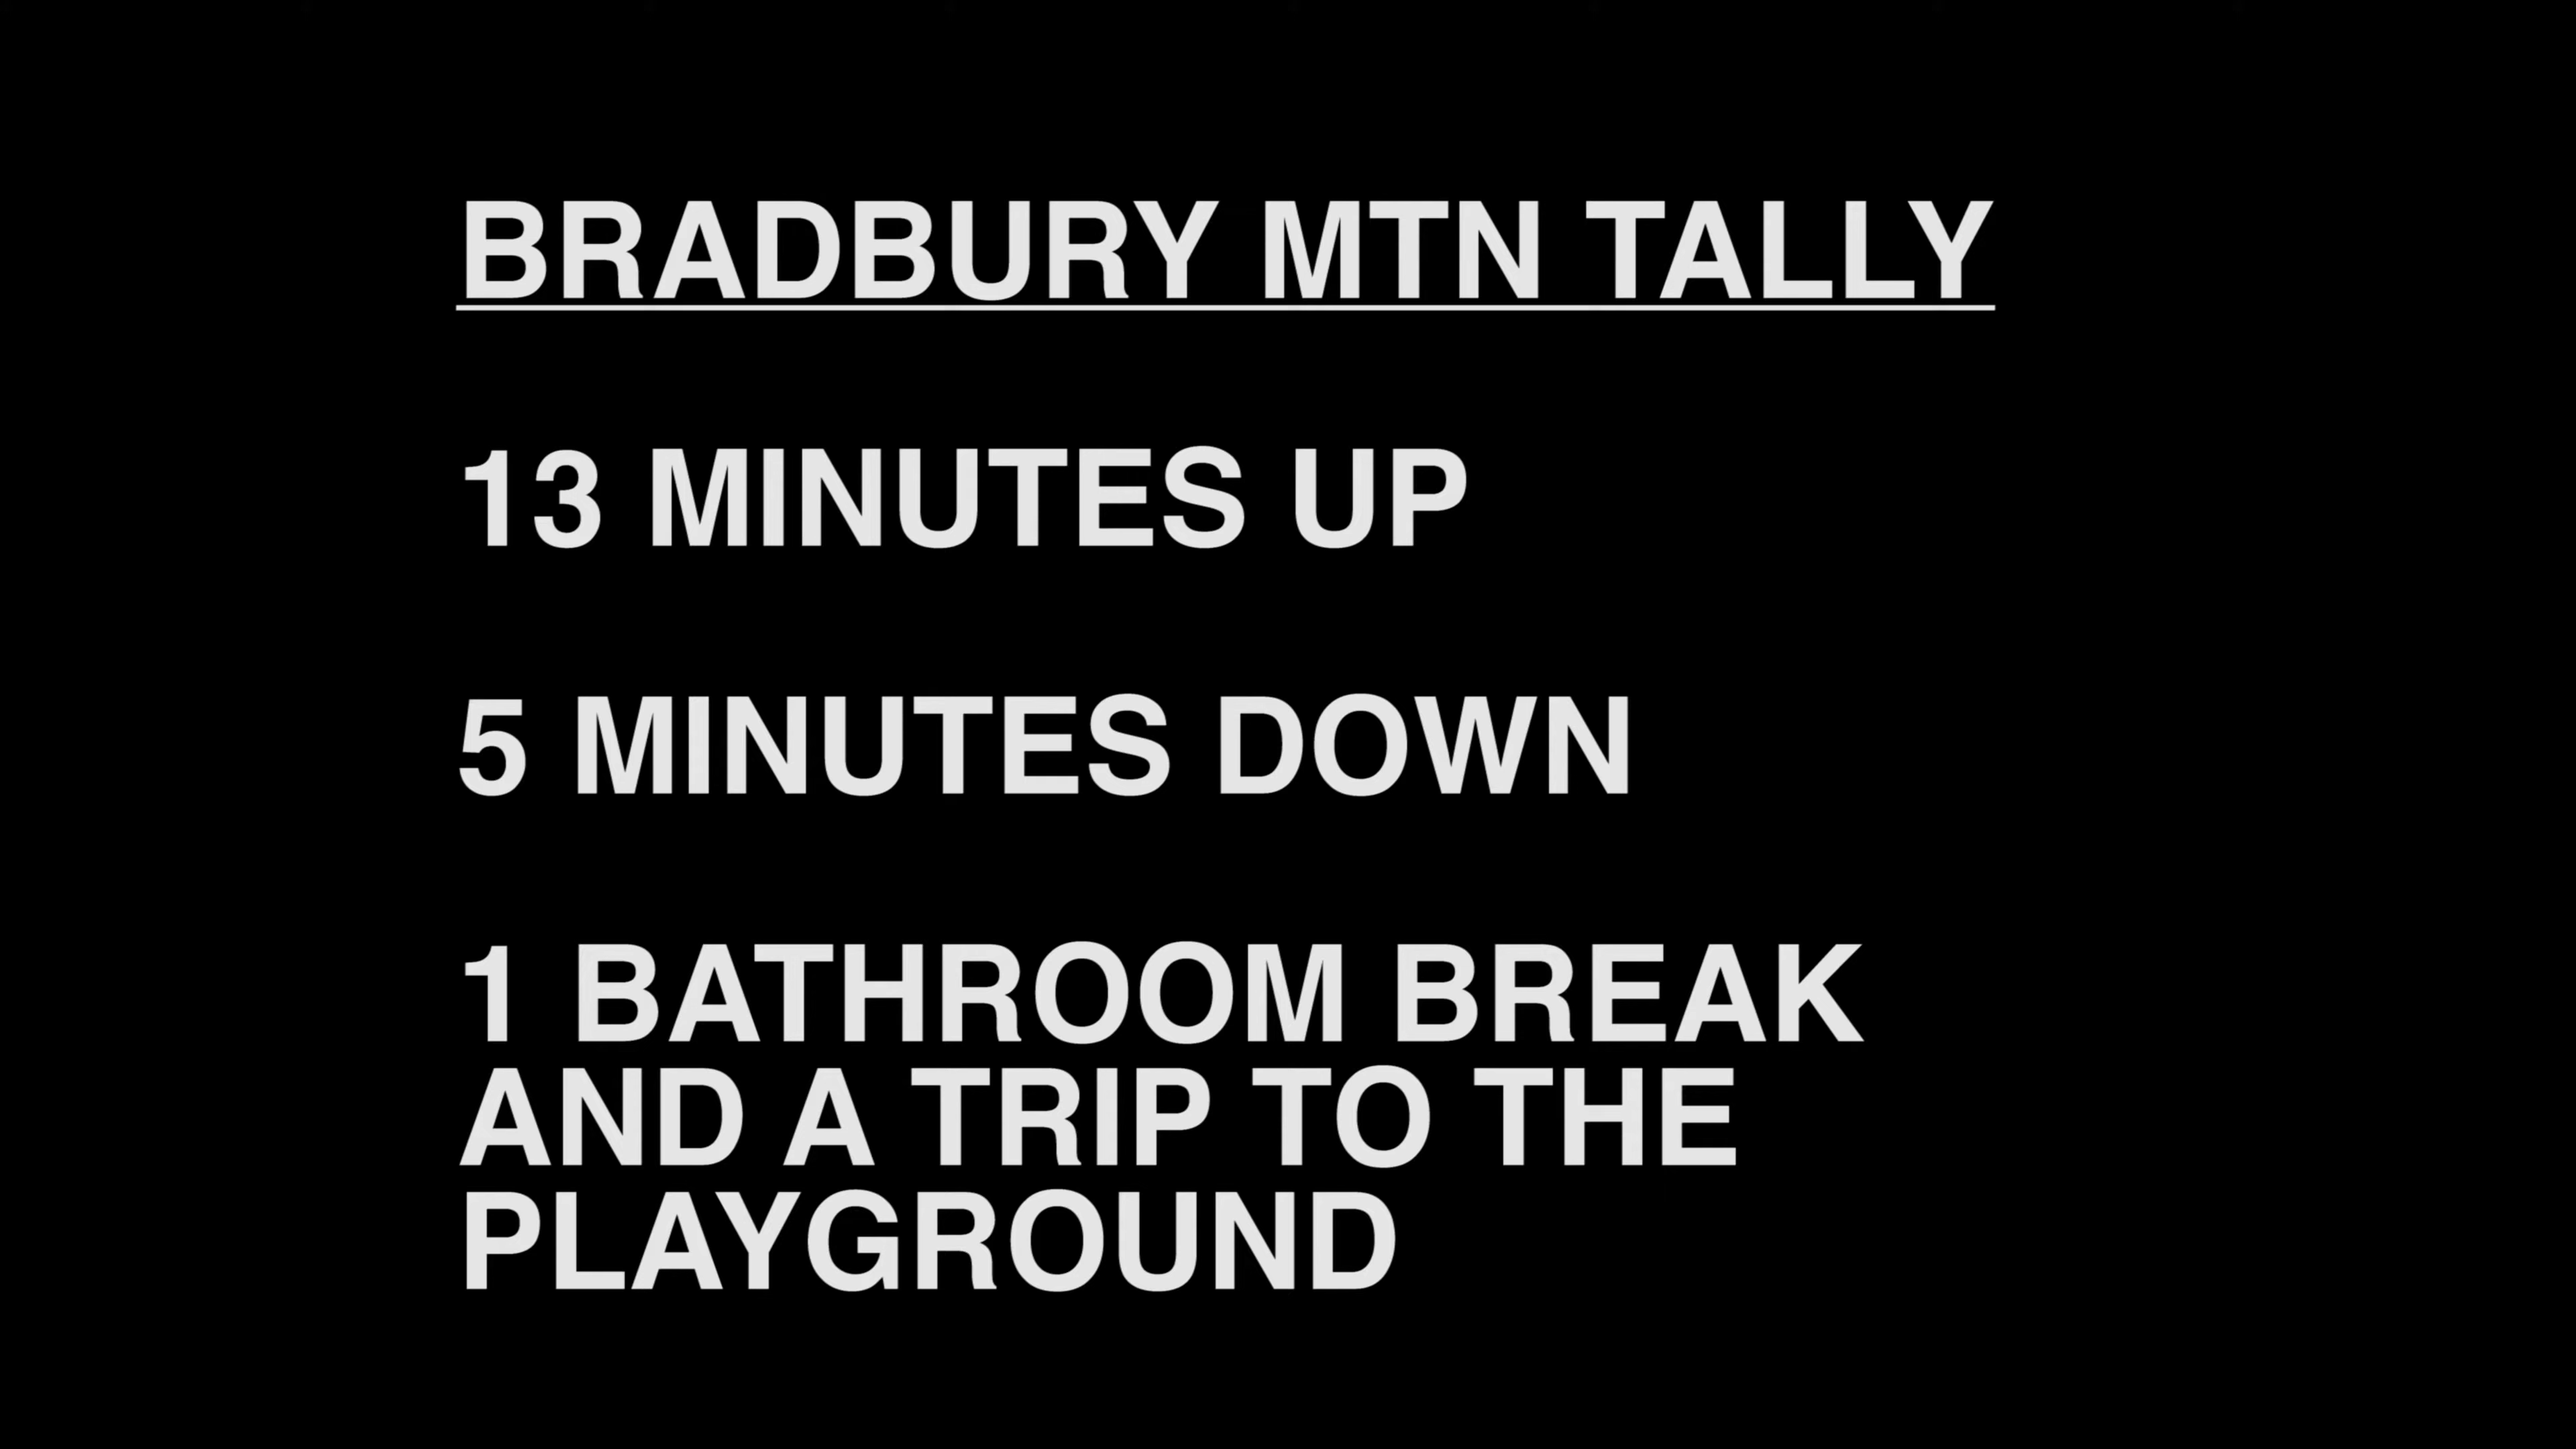 BRADBURY MTN TALLY
13 MINUTES UP
5 MINUTES DOWN
1 BATHROOM BREAK
AND A TRIP TO THE
PLAYGROUND